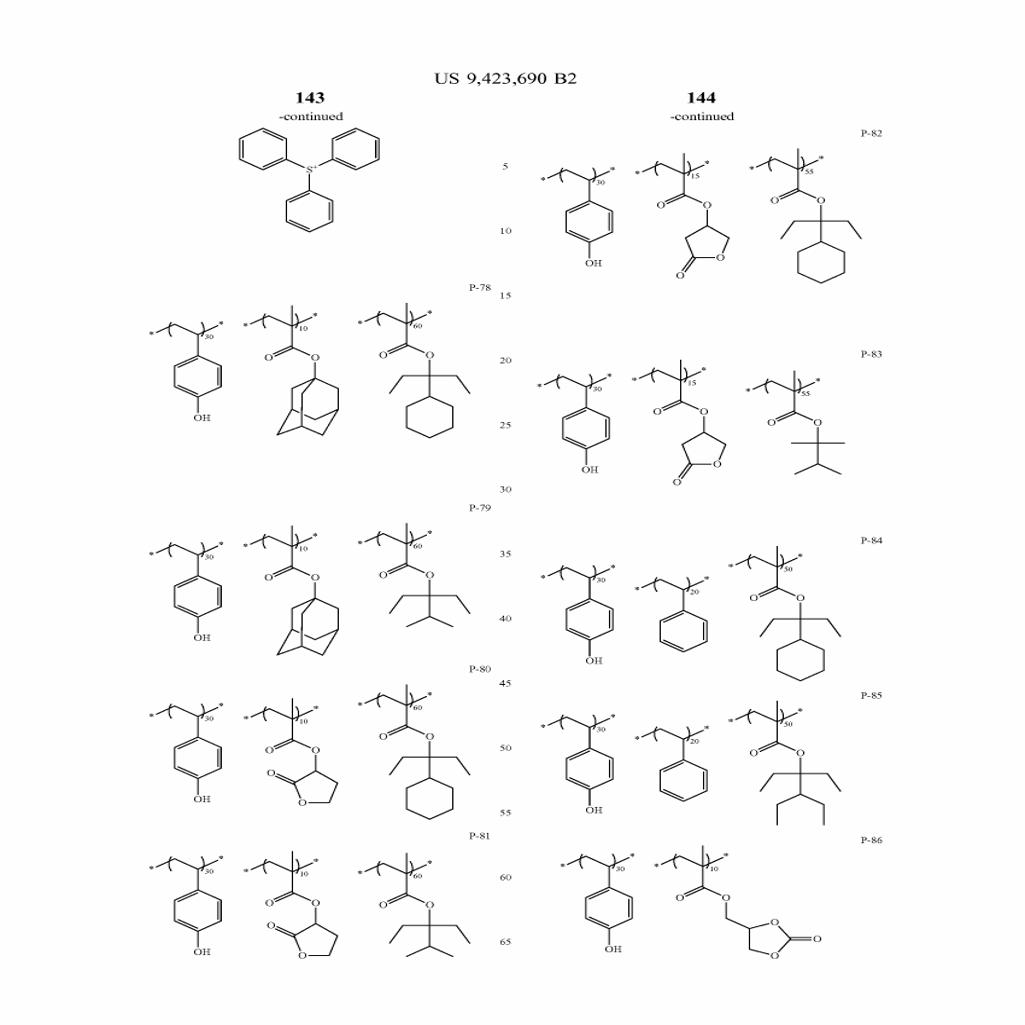 US 9,423,690 B2
143
-continued
S+
P-78
* ( )30 *
* ( )10 *
* ( )60 *
O O
O O
OH
P-79
* ( )30 *
* ( )10 *
* ( )60 *
O O
O O
OH
P-80
* ( )30 *
* ( )10 *
* ( )60 *
O O
O O
O
O
OH
P-81
* ( )30 *
* ( )10 *
* ( )60 *
O O
O O
O
O
OH
5
10
15
20
25
30
35
40
45
50
55
60
65
144
-continued
P-82
* ( )30 *
* ( )15 *
* ( )55 *
O O
O O
O
O
OH
P-83
* ( )30 *
* ( )15 *
* ( )55 *
O O
O O
O
O
OH
P-84
* ( )30 *
* ( )20 *
* ( )50 *
O O
OH
P-85
* ( )30 *
* ( )20 *
* ( )50 *
O O
OH
P-86
* ( )30 *
* ( )10 *
O O
O
O
O
OH